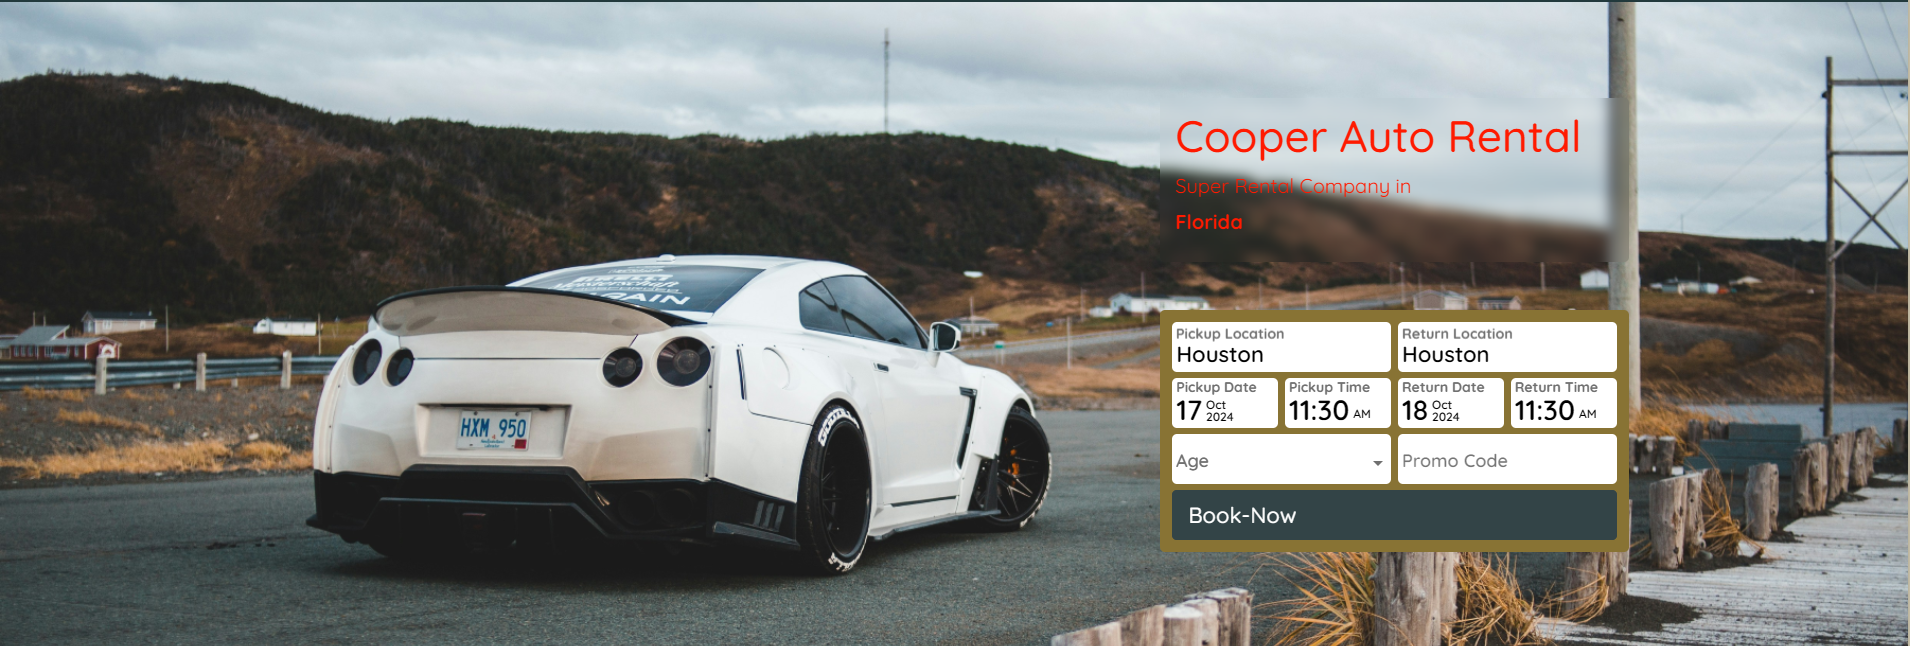 Cooper Auto Rental
Super Rental Company in
Florida
Pickup Location
Houston
Return Location
Houston
Pickup Date
17 Oct 2024
Pickup Time
11:30 AM
Return Date
18 Oct 2024
Return Time
11:30 AM
Age
Promo Code
Book-Now
HXM 950